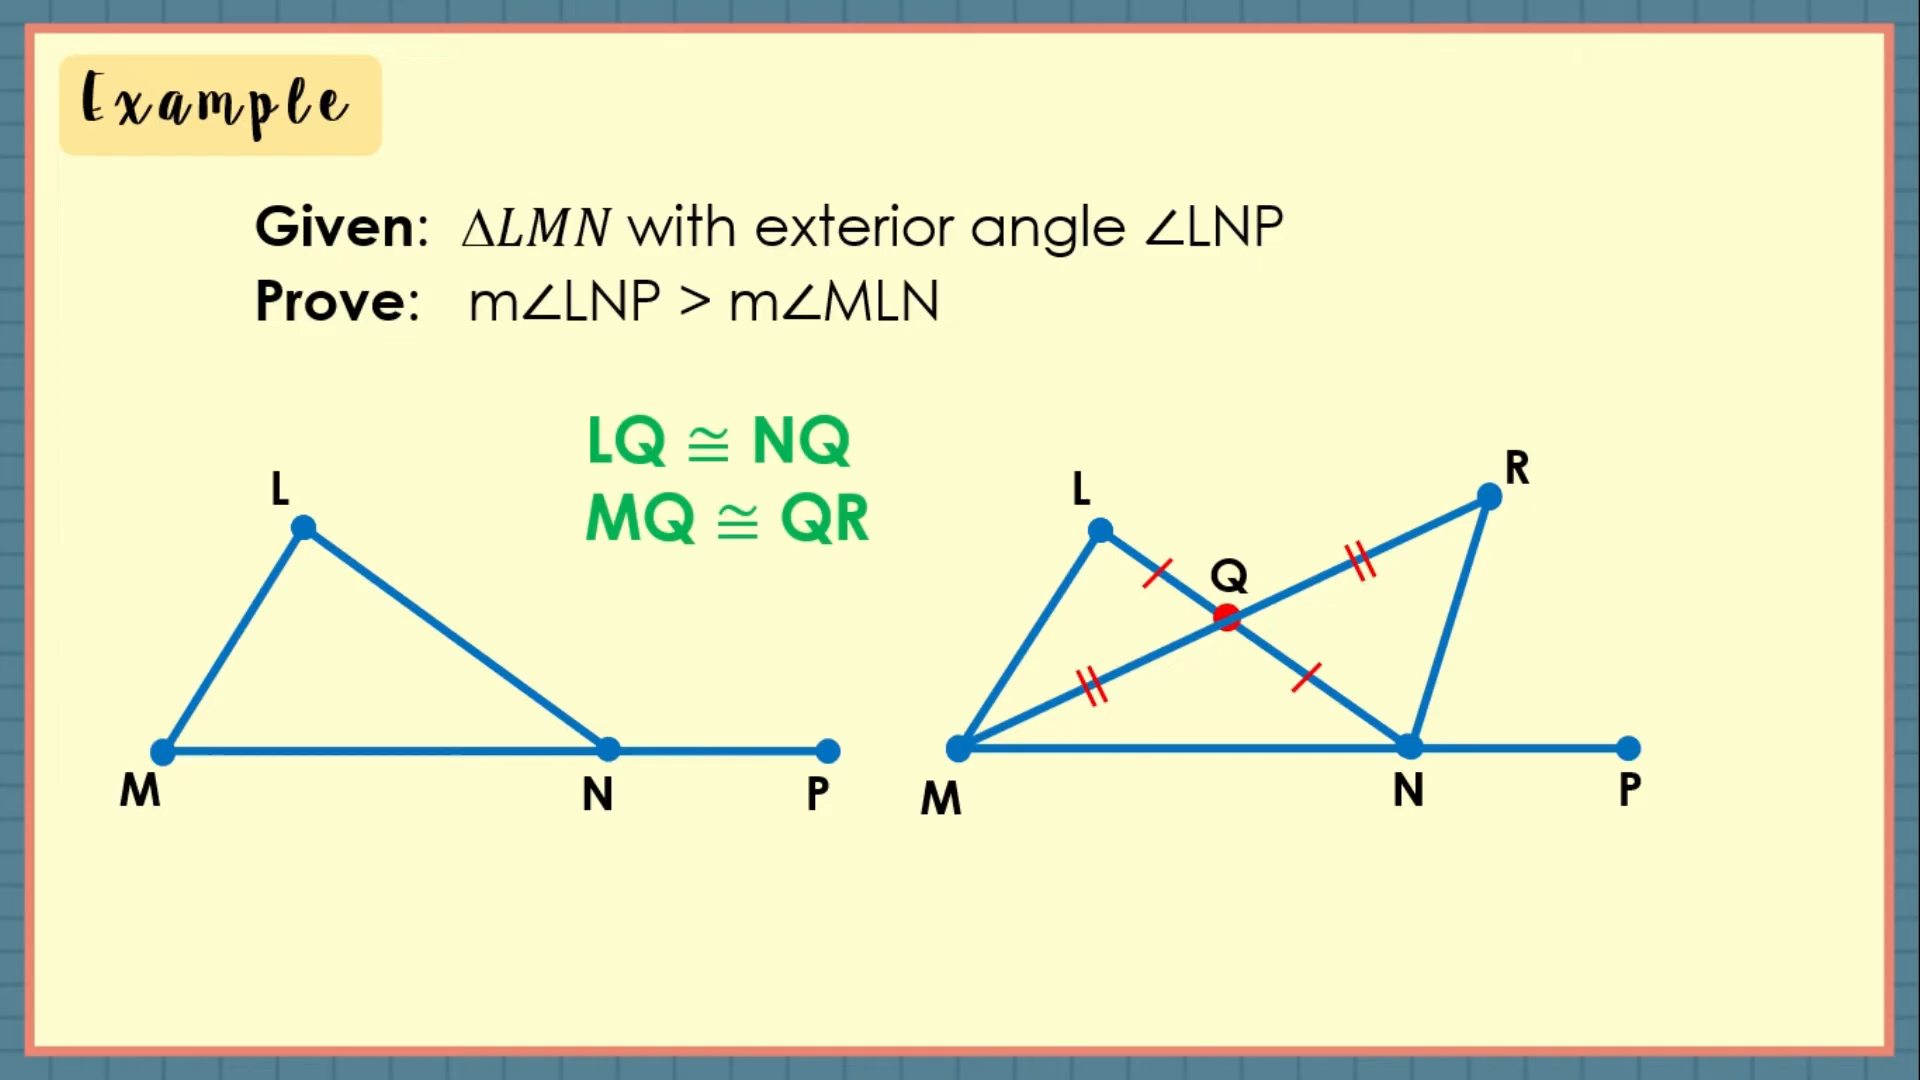 Example
Given: ΔLMN with exterior angle ∠LNP
Prove: m∠LNP > m∠MLN
LQ ≅ NQ
MQ ≅ QR
L
M
N
P
L
Q
R
M
N
P